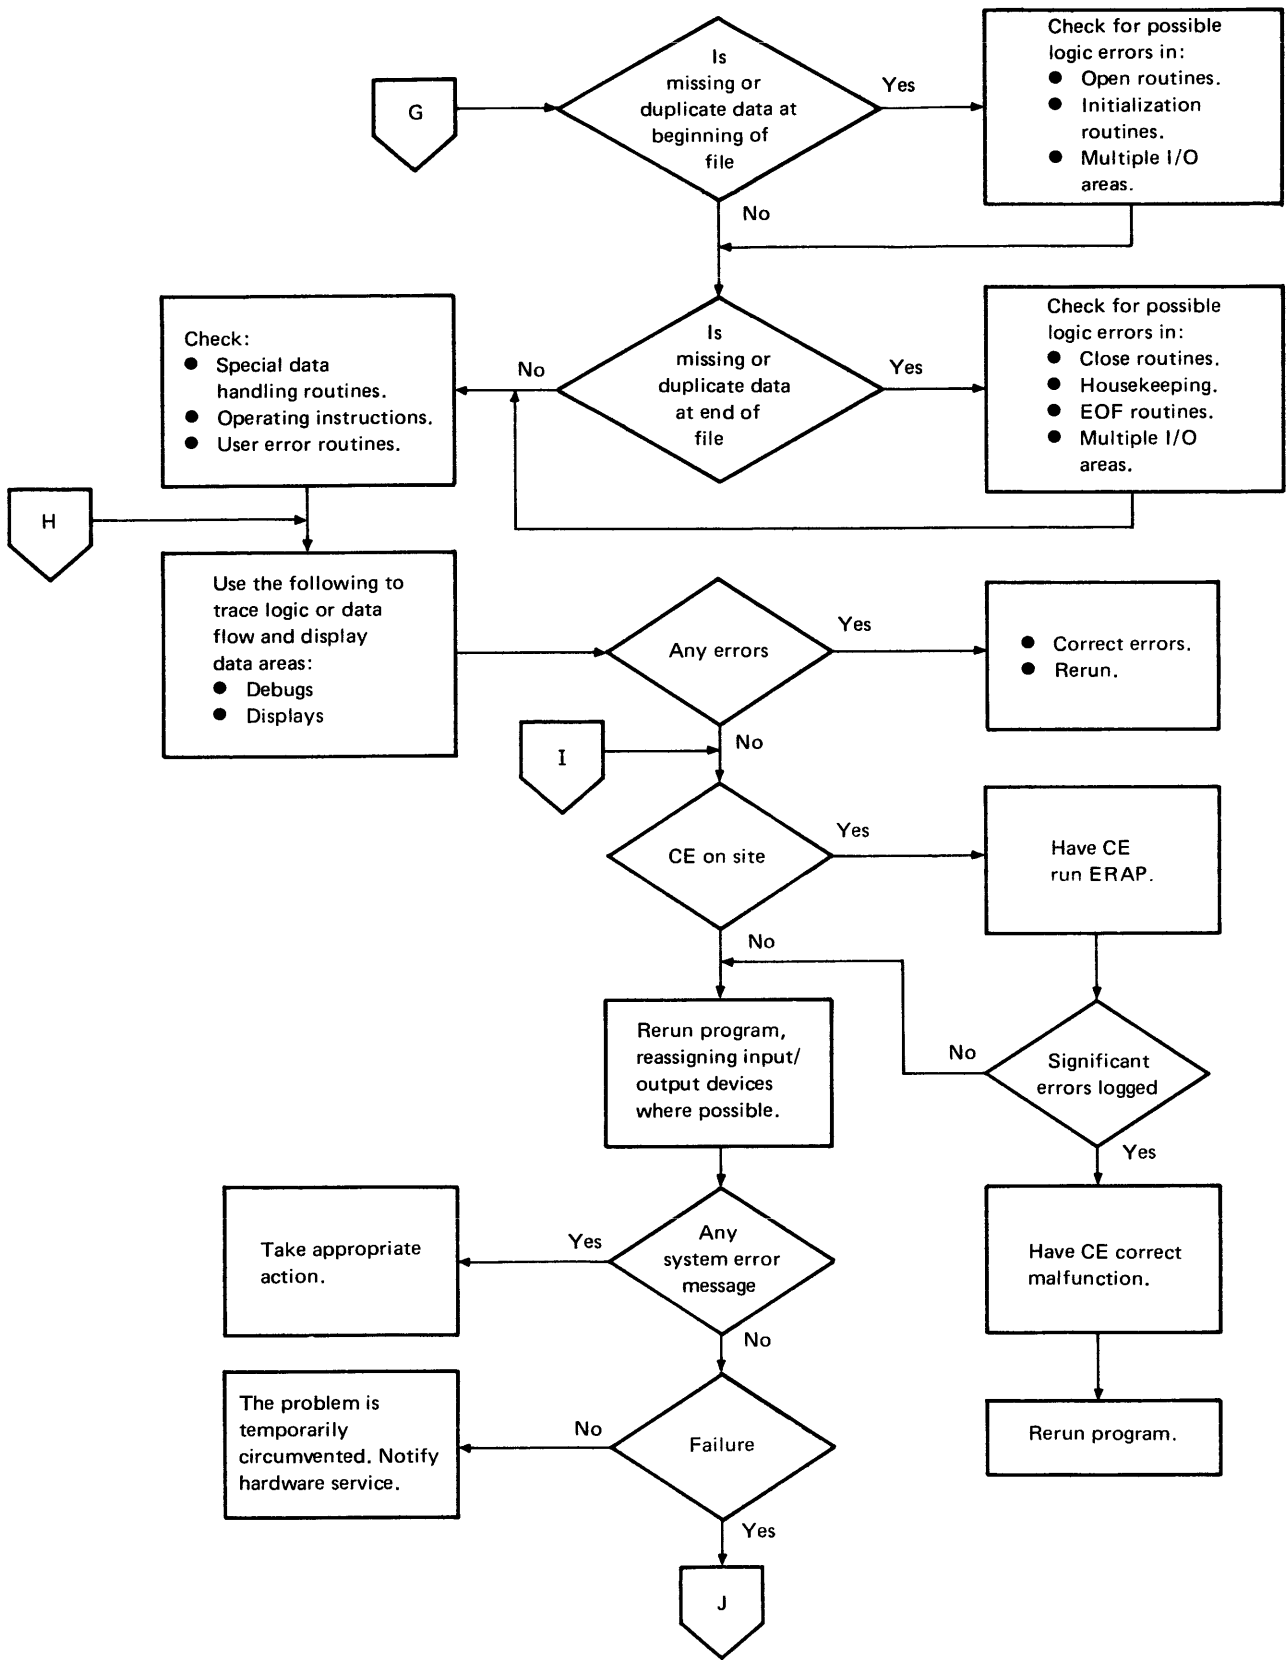 G
Is
missing or
duplicate data at
beginning of
file
Yes
Check for possible
logic errors in:
● Open routines.
● Initialization
routines.
● Multiple I/O
areas.
No
Check:
● Special data
handling routines.
● Operating instructions.
● User error routines.
No
Is
missing or
duplicate data
at end of
file
Yes
Check for possible
logic errors in:
● Close routines.
● Housekeeping.
● EOF routines.
● Multiple I/O
areas.
H
Use the following to
trace logic or data
flow and display
data areas:
● Debugs
● Displays
Any errors
Yes
● Correct errors.
● Rerun.
No
I
CE on site
Yes
Have CE
run ERAP.
No
Rerun program,
reassigning input/
output devices
where possible.
No
Significant
errors logged
Yes
Take appropriate
action.
Yes
Any
system error
message
Have CE correct
malfunction.
No
The problem is
temporarily
circumvented. Notify
hardware service.
No
Failure
Rerun program.
Yes
J